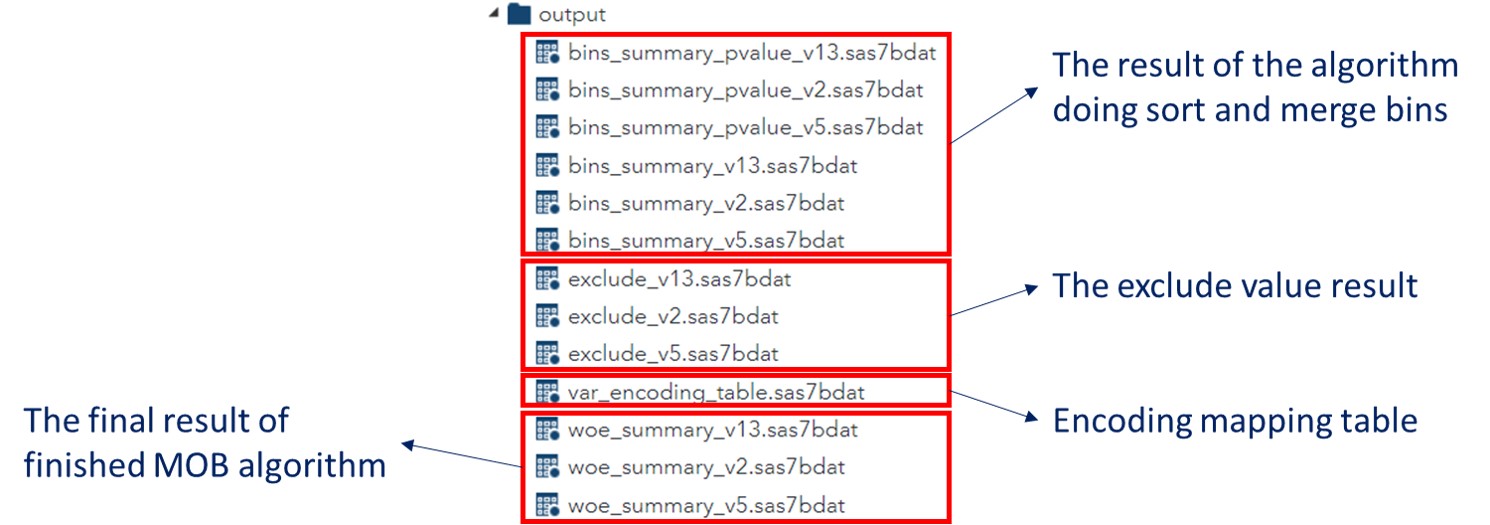 output
bins_summary_pvalue_v13.sas7bdat
bins_summary_pvalue_v2.sas7bdat
bins_summary_pvalue_v5.sas7bdat
bins_summary_v13.sas7bdat
bins_summary_v2.sas7bdat
bins_summary_v5.sas7bdat
The result of the algorithm
doing sort and merge bins
exclude_v13.sas7bdat
exclude_v2.sas7bdat
exclude_v5.sas7bdat
The exclude value result
var_encoding_table.sas7bdat
Encoding mapping table
woe_summary_v13.sas7bdat
woe_summary_v2.sas7bdat
woe_summary_v5.sas7bdat
The final result of
finished MOB algorithm